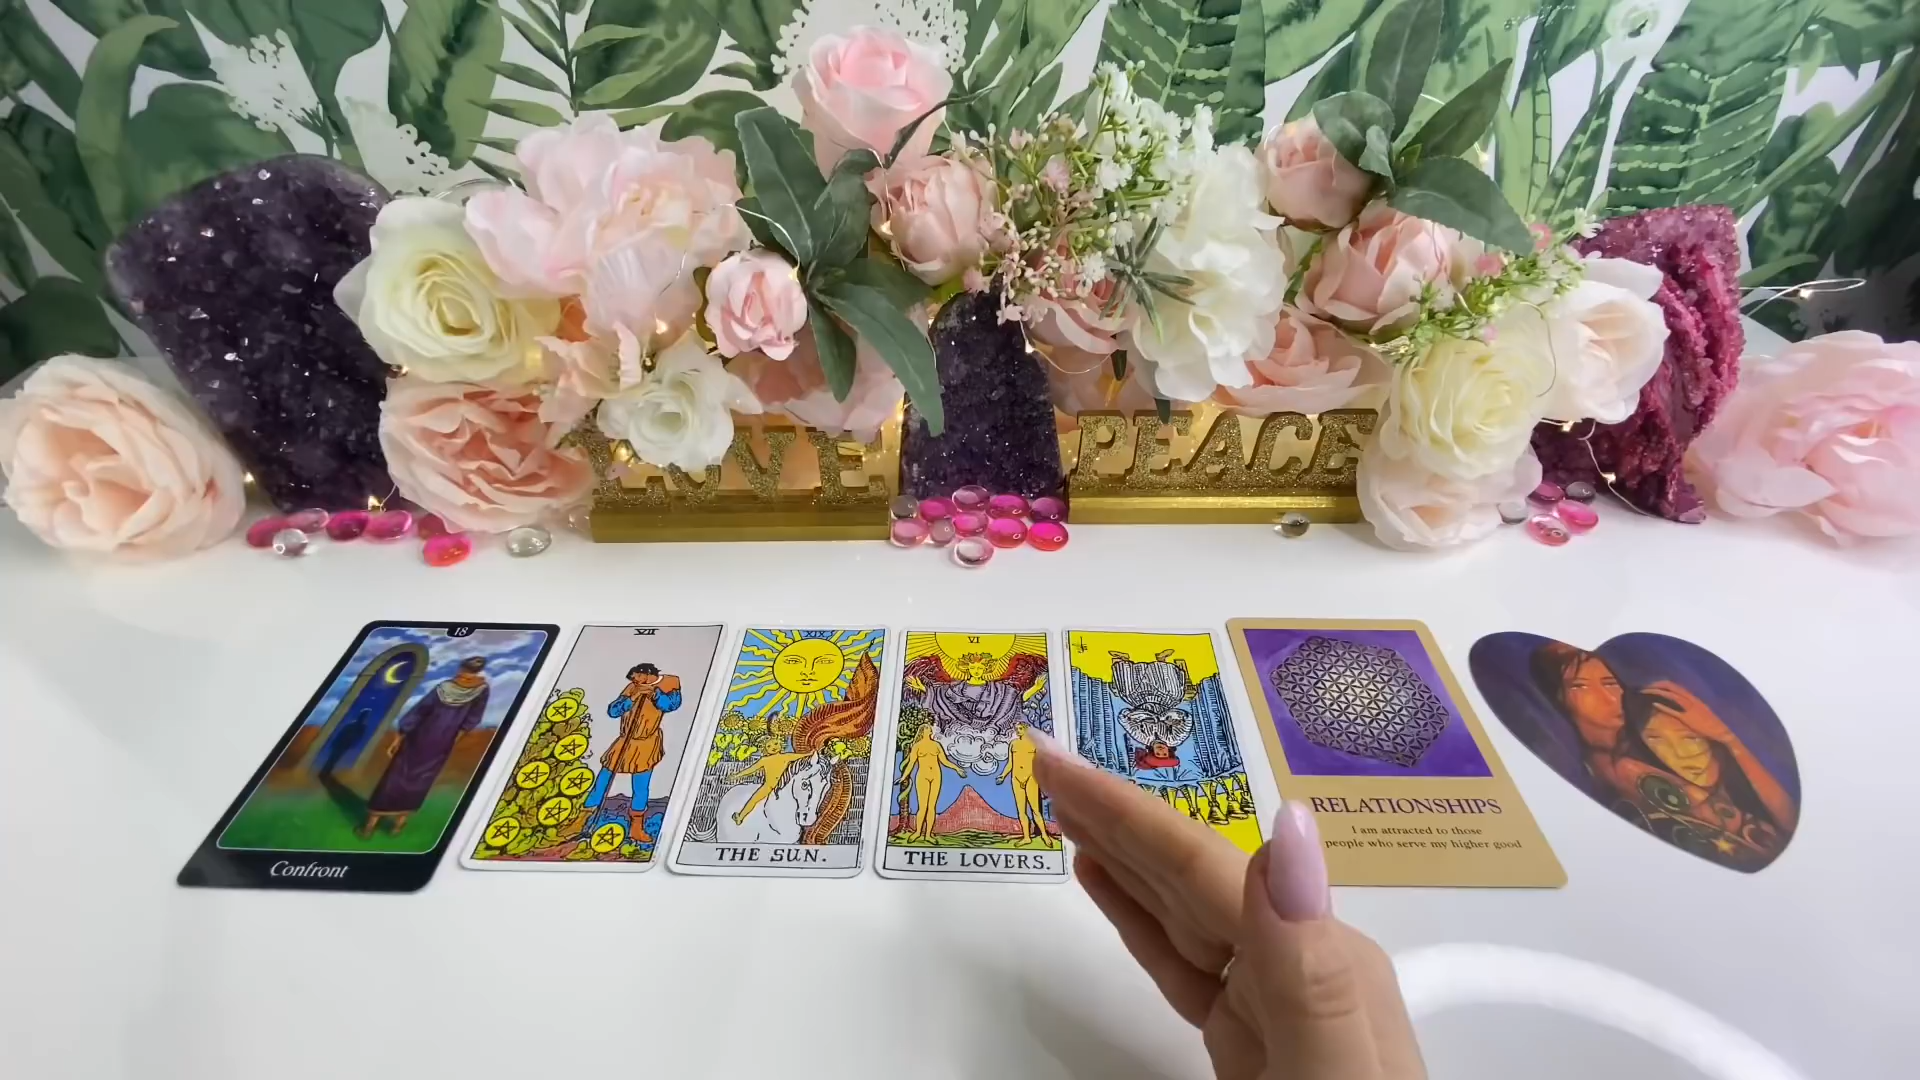 LOVE
PEACE
18
VII
XIX
VI
Confront
THE SUN.
THE LOVERS.
RELATIONSHIPS
I am attracted to those
people who serve my higher good